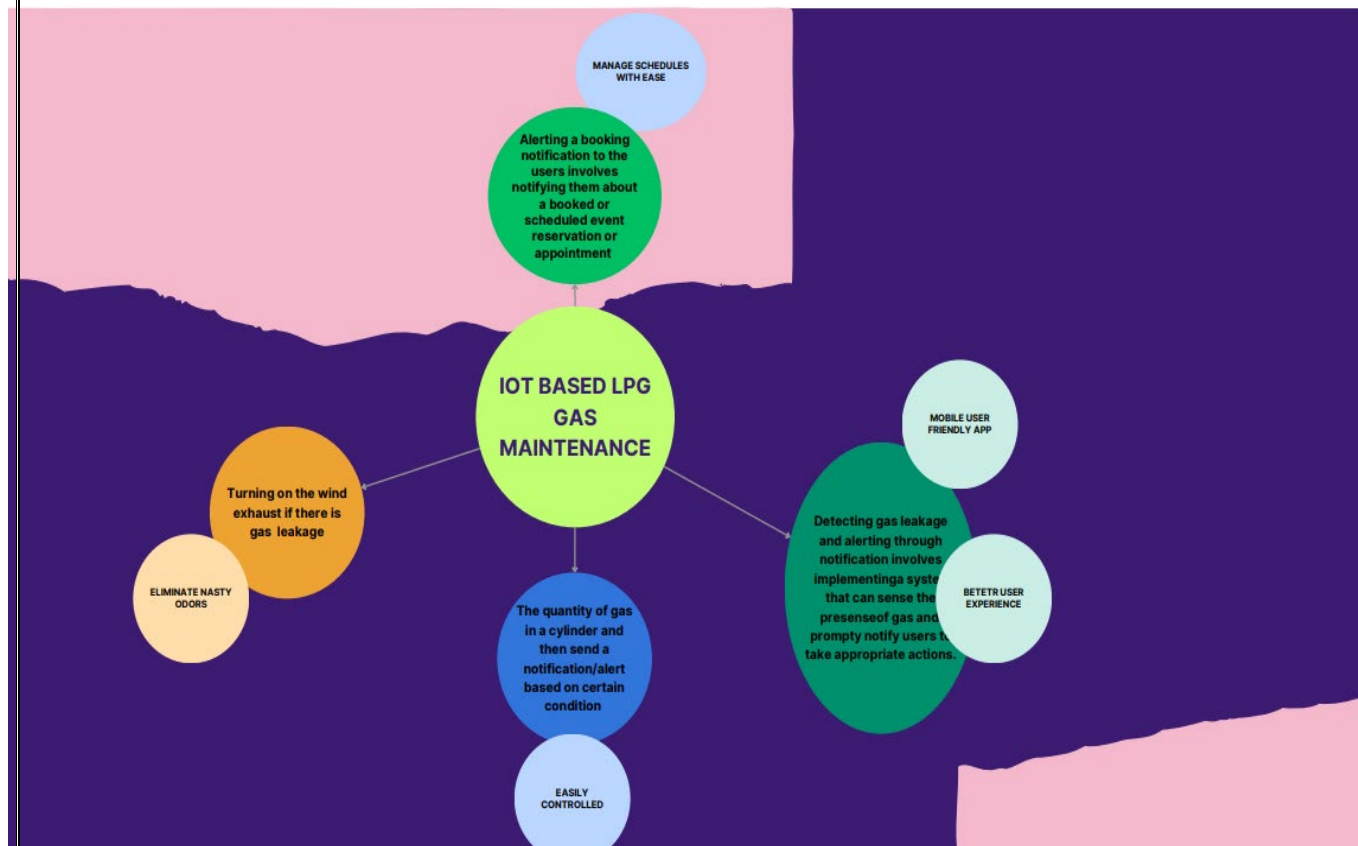 MANAGE SCHEDULES
WITH EASE
Alerting a booking
notification to the
users involves
notifying them about
a booked or
scheduled event
reservation or
appointment
IOT BASED LPG
GAS
MAINTENANCE
MOBILE USER
FRIENDLY APP
Turning on the wind
exhaust if there is
gas leakage
ELIMINATE NASTY
ODORS
Detecting gas leakage
and alerting through
notification involves
implementinga syste
that can sense the
presenseof gas and
prompty notify users to
take appropriate actions.
BETETR USER
EXPERIENCE
The quantity of gas
in a cylinder and
then send a
notification/alert
based on certain
condition
EASILY
CONTROLLED